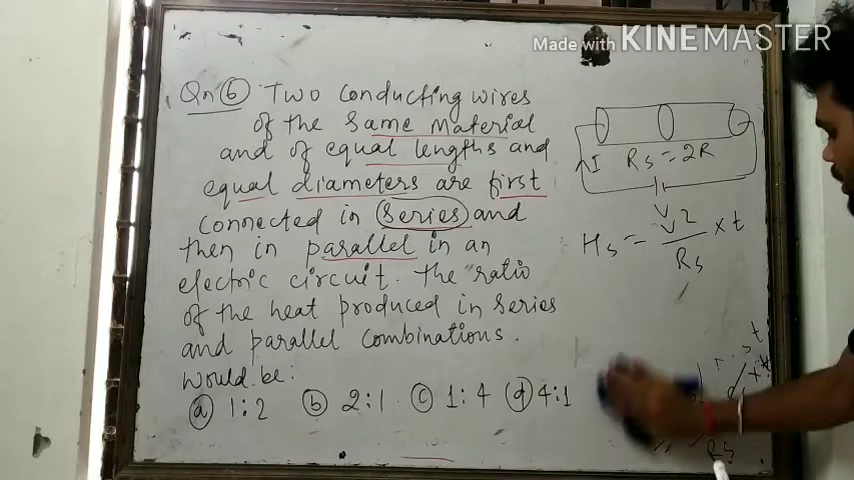 Made with KINEMASTER
Qn 6 Two conducting wires
of the same material
and of equal lengths and
equal diameters are first
connected in series and
then in parallel in an
electric circuit. The ratio
of the heat produced in series
and parallel combinations.
would be:
a 1:2 b 2:1 c 1:4 d 4:1
I Rs = 2R
V
Hs = V² / Rs × t
t
Rs